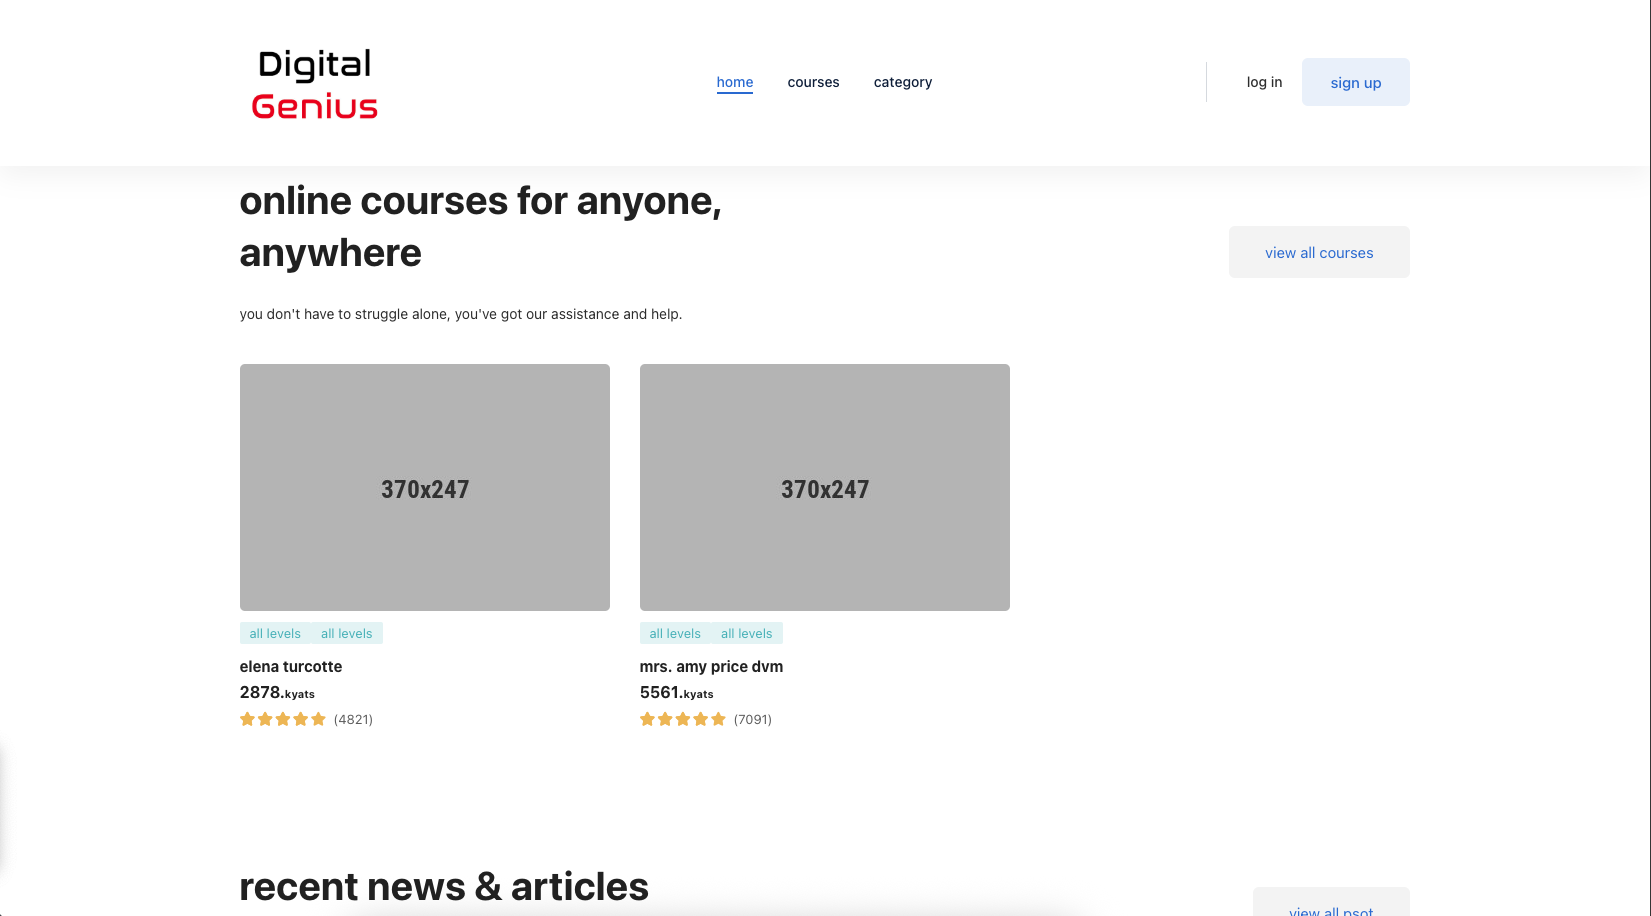 Digital
Genius
home courses category
log in sign up
online courses for anyone,
anywhere
view all courses
you don't have to struggle alone, you've got our assistance and help.
370x247 370x247
all levels all levels all levels all levels
elena turcotte mrs. amy price dvm
2878.kyats 5561.kyats
(4821) (7091)
recent news & articles
view all psot